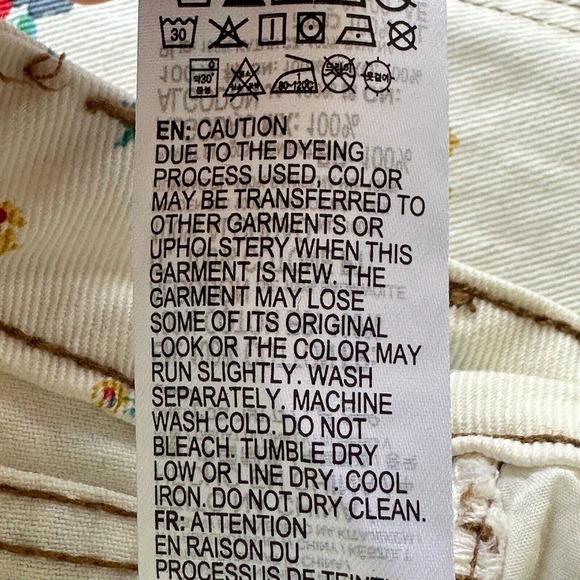 30
EN: CAUTION
DUE TO THE DYEING
PROCESS USED, COLOR
MAY BE TRANSFERRED TO
OTHER GARMENTS OR
UPHOLSTERY WHEN THIS
GARMENT IS NEW. THE
GARMENT MAY LOSE
SOME OF ITS ORIGINAL
LOOK OR THE COLOR MAY
RUN SLIGHTLY. WASH
SEPARATELY. MACHINE
WASH COLD. DO NOT
BLEACH. TUMBLE DRY
LOW OR LINE DRY. COOL
IRON. DO NOT DRY CLEAN.
FR: ATTENTION
EN RAISON DU
PROCESSUS DE